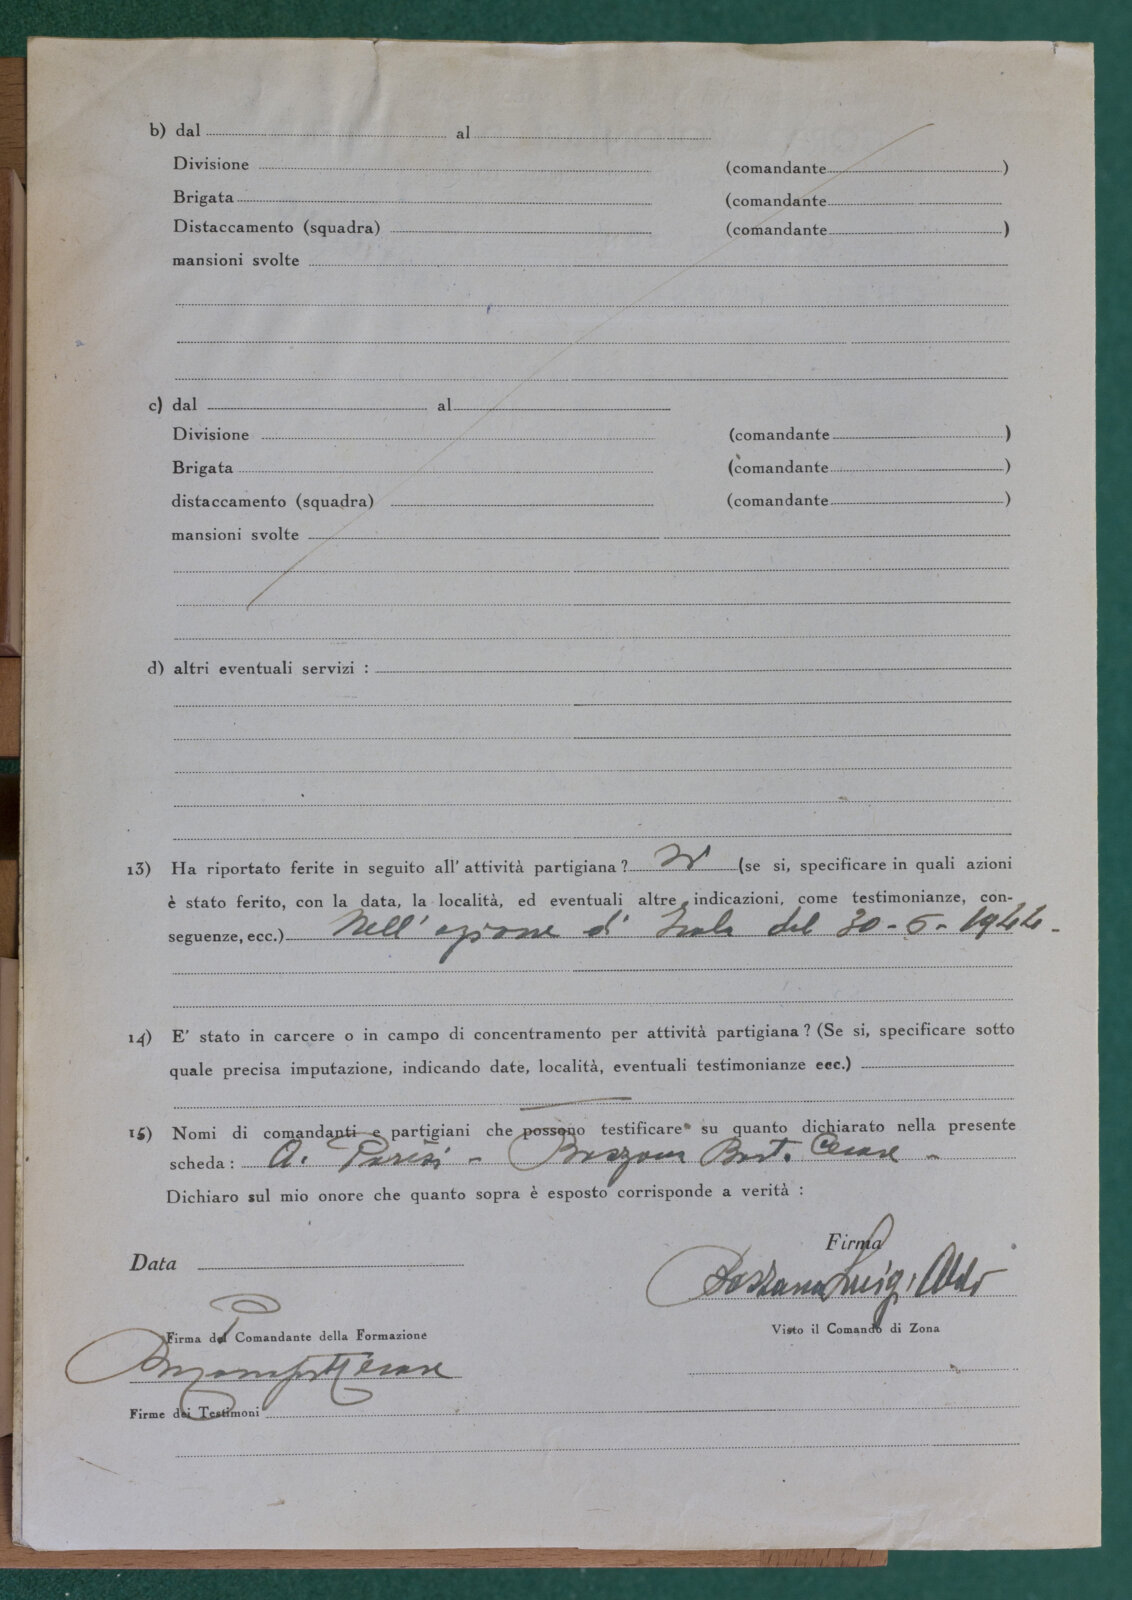 b) dal al
Divisione (comandante )
Brigata (comandante
Distaccamento (squadra) (comandante )
mansioni svolte
c) dal al
Divisione (comandante )
Brigata (comandante )
distaccamento (squadra) (comandante )
mansioni svolte
d) altri eventuali servizi :
13) Ha riportato ferite in seguito all' attività partigiana ? si (se si, specificare in quali azioni
è stato ferito, con la data, la località, ed eventuali altre indicazioni, come testimonianze, con-
seguenze, ecc.) Nell' azione d' del 30-6-1944-
14) E' stato in carcere o in campo di concentramento per attività partigiana ? (Se si, specificare sotto
quale precisa imputazione, indicando date, località, eventuali testimonianze ecc.)
15) Nomi di comandanti e partigiani che possono testificare su quanto dichiarato nella presente
scheda : A. Parisi - Cesare -
Dichiaro sul mio onore che quanto sopra è esposto corrisponde a verità :
Firma
Data
Luigi Aldo
Firma del Comandante della Formazione
Visto il Comando di Zona
Cesare
Firme dei Testimoni